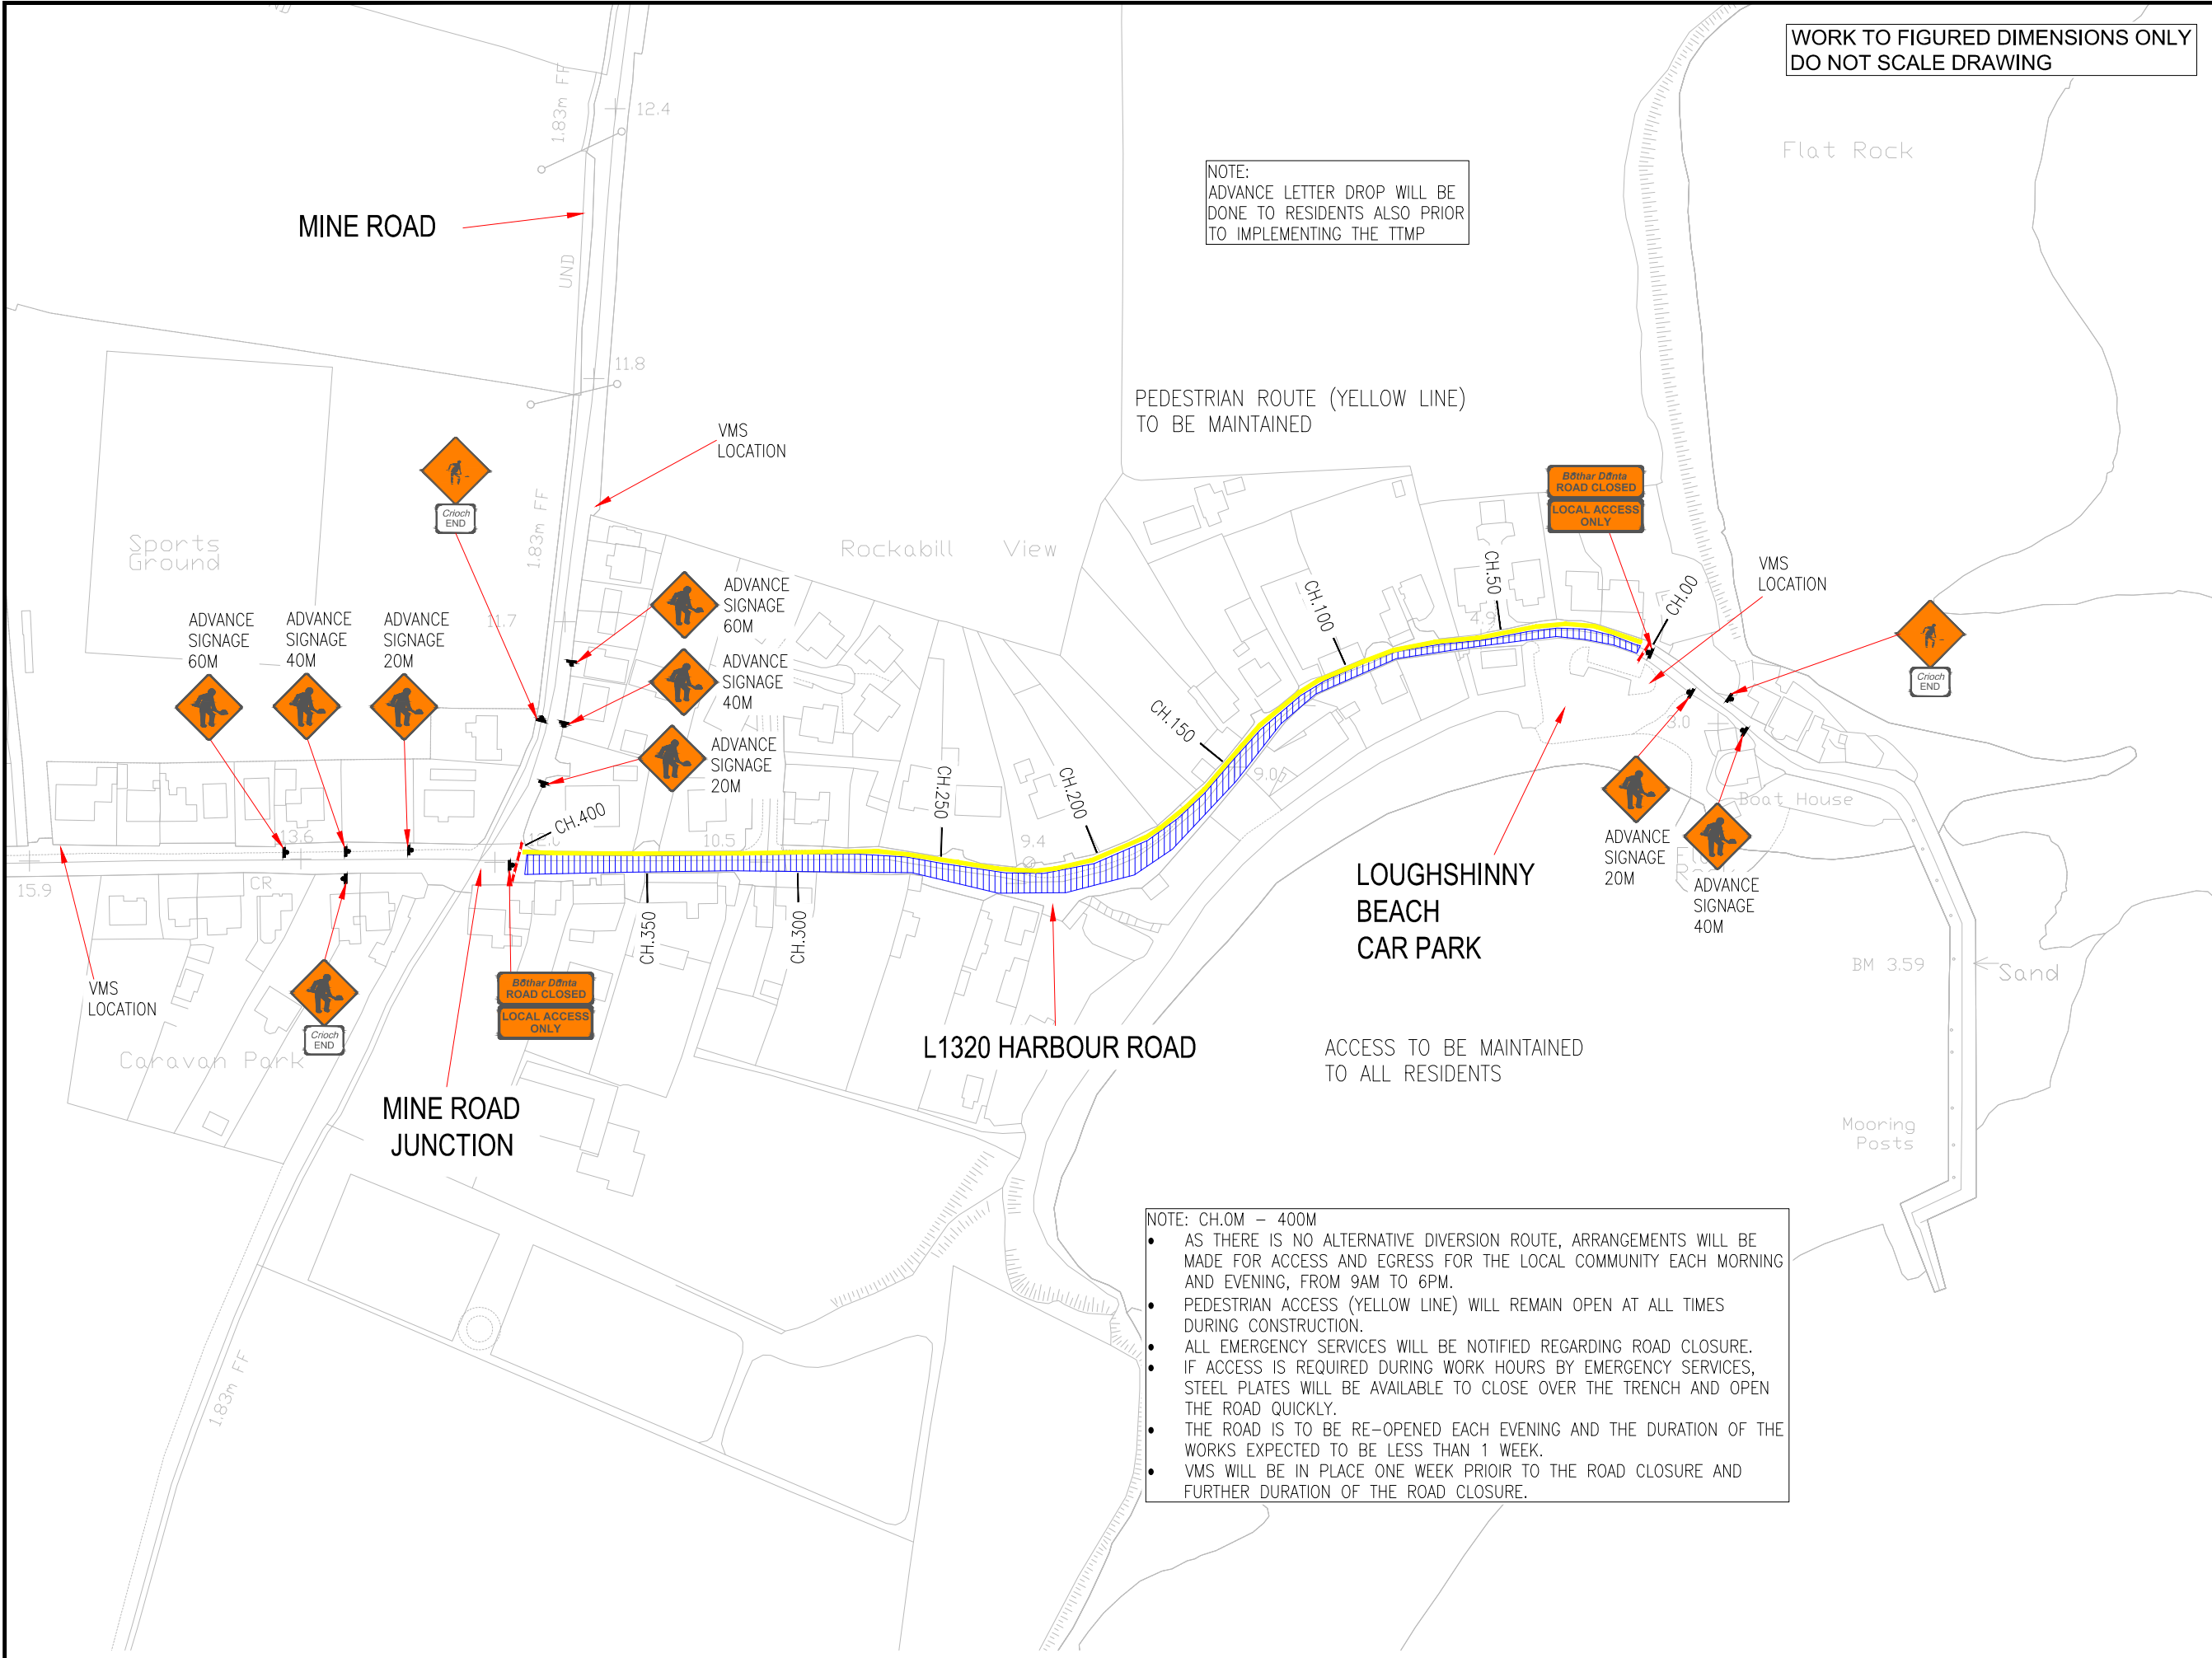 WORK TO FIGURED DIMENSIONS ONLY
DO NOT SCALE DRAWING
1.83m FF
12.4
Flat Rock
NOTE:
ADVANCE LETTER DROP WILL BE
DONE TO RESIDENTS ALSO PRIOR
TO IMPLEMENTING THE TTMP
MINE ROAD
UND
11.8
PEDESTRIAN ROUTE (YELLOW LINE)
TO BE MAINTAINED
VMS
LOCATION
Críoch
END
1.83m FF
Sports
Ground
Rockabill View
Bóthar Dúnta
ROAD CLOSED
LOCAL ACCESS
ONLY
CH.50
CH.00
VMS
LOCATION
Críoch
END
CH.100
4.9
ADVANCE
SIGNAGE
60M
ADVANCE
SIGNAGE
40M
ADVANCE
SIGNAGE
20M
11.7
ADVANCE
SIGNAGE
60M
ADVANCE
SIGNAGE
40M
ADVANCE
SIGNAGE
20M
CH.150
9.0
3.0
Boat House
ADVANCE
SIGNAGE
20M
ADVANCE
SIGNAGE
40M
CH.400
CH.250
CH.200
13.6
10.5
9.4
15.9
CR
CH.350
CH.300
LOUGHSHINNY
BEACH
CAR PARK
BM 3.59
Sand
VMS
LOCATION
Críoch
END
Bóthar Dúnta
ROAD CLOSED
LOCAL ACCESS
ONLY
Caravan Park
L1320 HARBOUR ROAD
ACCESS TO BE MAINTAINED
TO ALL RESIDENTS
MINE ROAD
JUNCTION
Mooring
Posts
1.83m FF
NOTE: CH.0M – 400M
• AS THERE IS NO ALTERNATIVE DIVERSION ROUTE, ARRANGEMENTS WILL BE
MADE FOR ACCESS AND EGRESS FOR THE LOCAL COMMUNITY EACH MORNING
AND EVENING, FROM 9AM TO 6PM.
• PEDESTRIAN ACCESS (YELLOW LINE) WILL REMAIN OPEN AT ALL TIMES
DURING CONSTRUCTION.
• ALL EMERGENCY SERVICES WILL BE NOTIFIED REGARDING ROAD CLOSURE.
• IF ACCESS IS REQUIRED DURING WORK HOURS BY EMERGENCY SERVICES,
STEEL PLATES WILL BE AVAILABLE TO CLOSE OVER THE TRENCH AND OPEN
THE ROAD QUICKLY.
• THE ROAD IS TO BE RE–OPENED EACH EVENING AND THE DURATION OF THE
WORKS EXPECTED TO BE LESS THAN 1 WEEK.
• VMS WILL BE IN PLACE ONE WEEK PRIOIR TO THE ROAD CLOSURE AND
FURTHER DURATION OF THE ROAD CLOSURE.